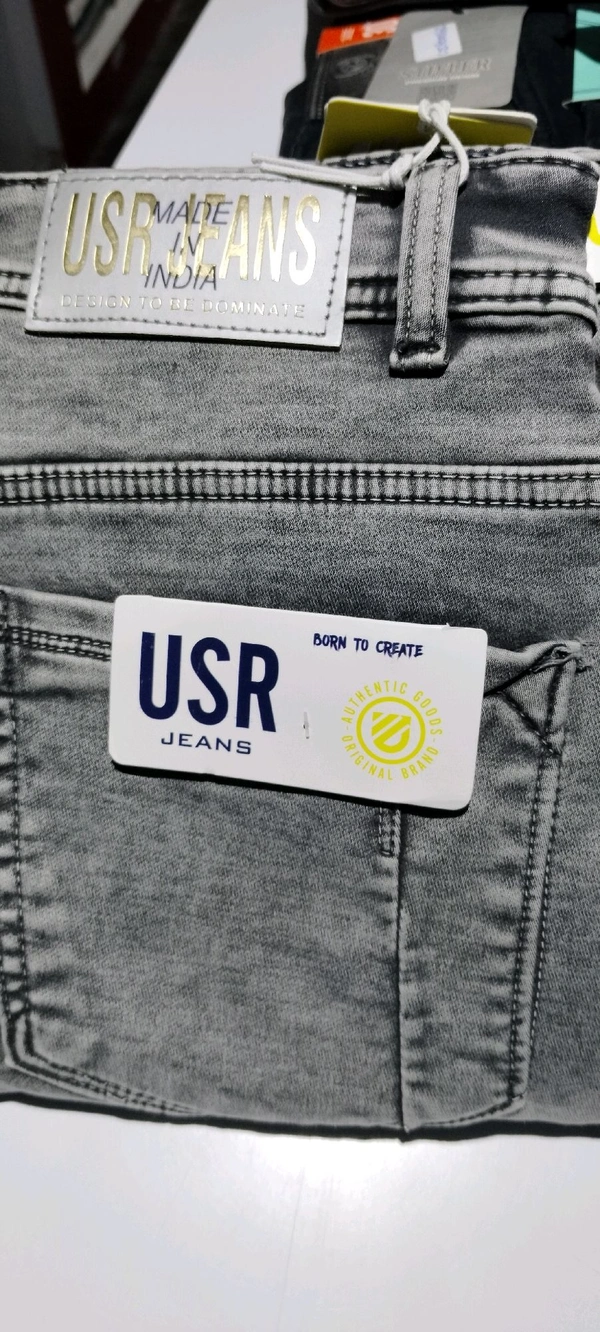 USR JEANS
MADE
IN
INDIA
DESIGN TO BE DOMINATE
USR
JEANS
BORN TO CREATE
AUTHENTIC GOODS
ORIGINAL BRAND